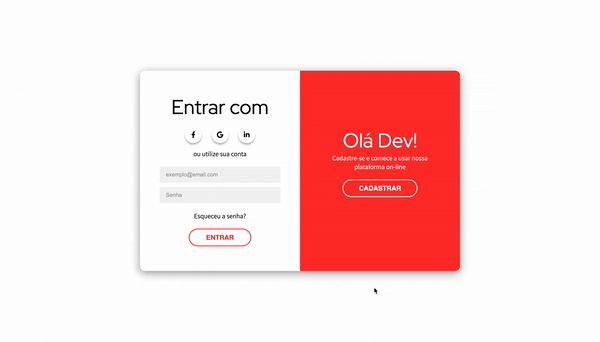 Entrar com
f G in
ou utilize sua conta
exemplo@email.com
Senha
Esqueceu a senha?
ENTRAR
Olá Dev!
Cadastre-se e comece a usar nossa
plataforma on-line
CADASTRAR